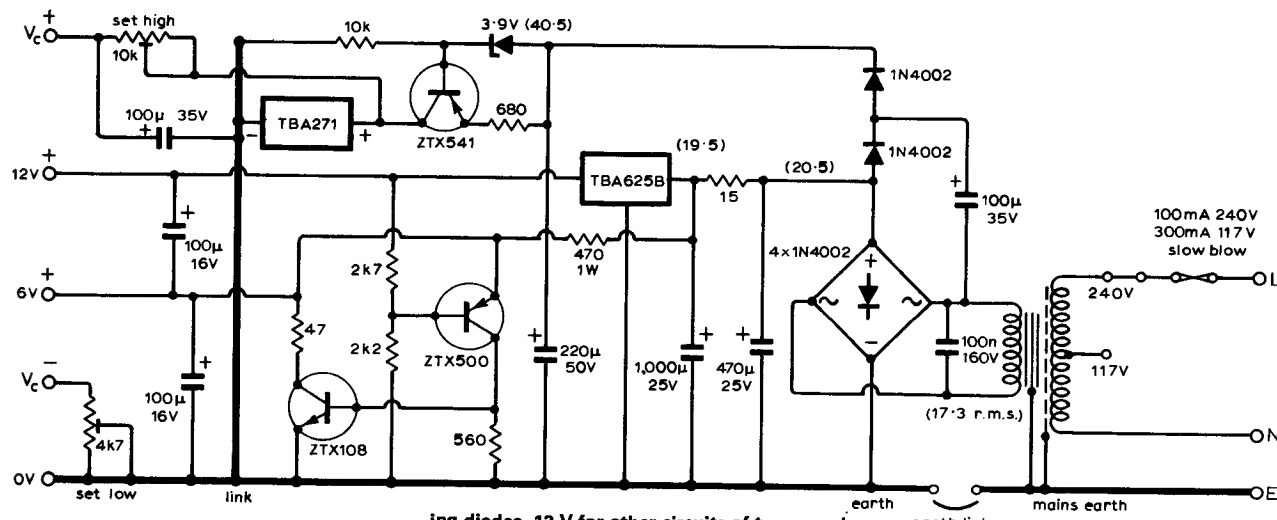 +
Vc
set high
10k
10k
3·9V (40·5)
1N4002
100μ 35V
+
-
TBA271
+
680
ZTX541
1N4002
+
12V
TBA625B
(19·5)
15
(20·5)
+
100μ
35V
100mA 240V
300mA 117V
slow blow
+
100μ
16V
470
1W
4x1N4002
+
~
~
-
L
240V
+
6V
2k7
47
2k2
ZTX500
+
220μ
50V
+
1,000μ
25V
+
470μ
25V
100n
160V
117V
(17·3 r.m.s.)
-
Vc
4k7
+
100μ
16V
ZTX108
560
N
0V
set low
link
earth
mains earth
E
ing diodes, 12 V for other circuits of